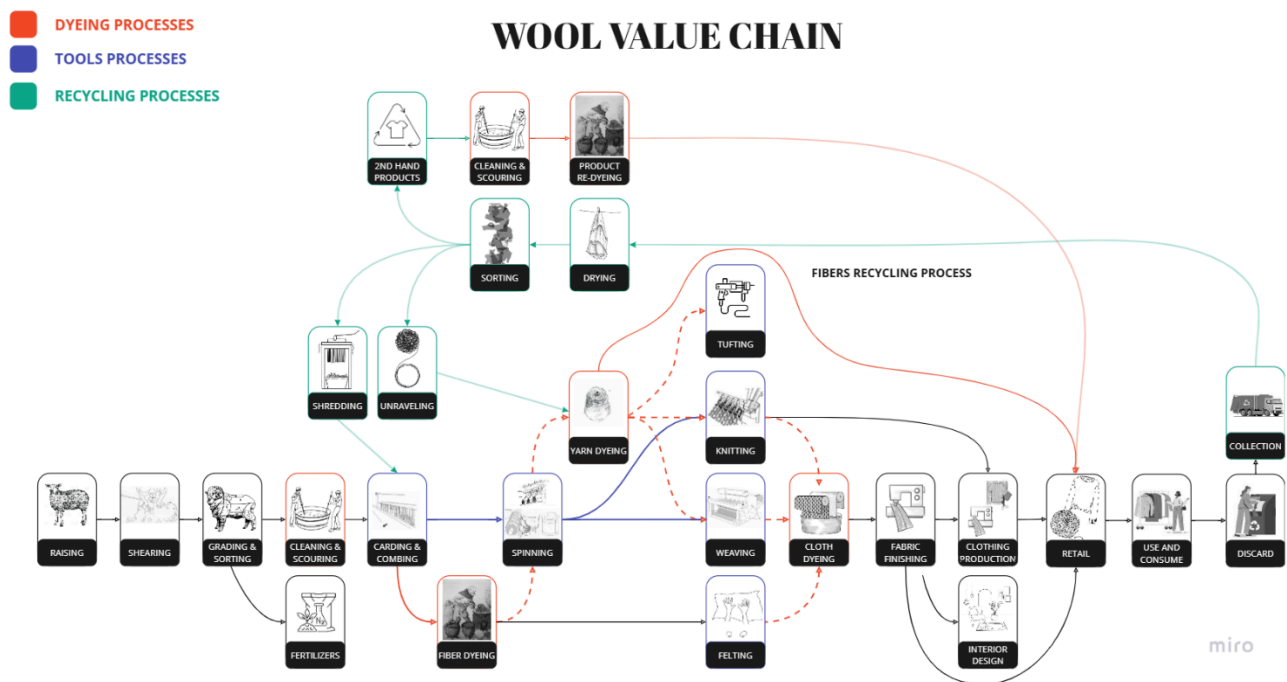 DYEING PROCESSES
TOOLS PROCESSES
RECYCLING PROCESSES
WOOL VALUE CHAIN
2ND HAND
PRODUCTS
CLEANING &
SCOURING
PRODUCT
RE-DYEING
SORTING
DRYING
FIBERS RECYCLING PROCESS
TUFTING
SHREDDING
UNRAVELING
YARN DYEING
KNITTING
COLLECTION
RAISING
SHEARING
GRADING &
SORTING
CLEANING &
SCOURING
CARDING &
COMBING
SPINNING
WEAVING
CLOTH
DYEING
FABRIC
FINISHING
CLOTHING
PRODUCTION
RETAIL
USE AND
CONSUME
DISCARD
FERTILIZERS
FIBER DYEING
FELTING
INTERIOR
DESIGN
miro